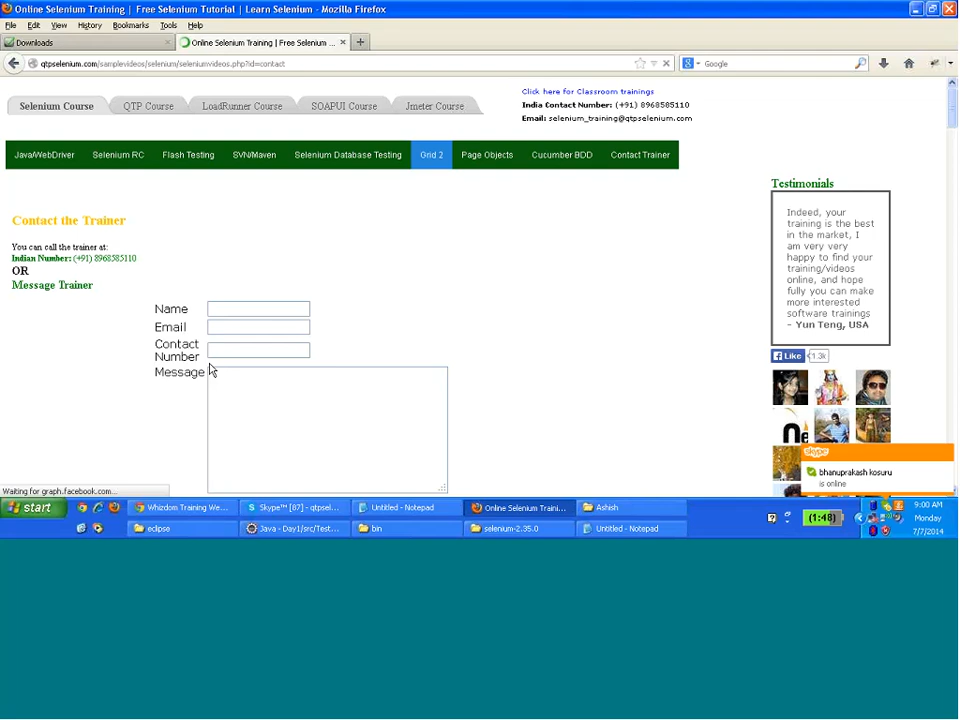 Online Selenium Training | Free Selenium Tutorial | Learn Selenium - Mozilla Firefox
File Edit View History Bookmarks Tools Help
Downloads
Online Selenium Training | Free Selenium ...
qtpselenium.com/samplevideos/selenium/seleniumvideos.php?id=contact
Google
Selenium Course QTP Course LoadRunner Course SOAPUI Course Jmeter Course
Click here for Classroom trainings
India Contact Number: (+91) 8968585110
Email: selenium_training@qtpselenium.com
Java/WebDriver Selenium RC Flash Testing SVN/Maven Selenium Database Testing Grid 2 Page Objects Cucumber BDD Contact Trainer
Contact the Trainer
You can call the trainer at:
Indian Number: (+91) 8968585110
OR
Message Trainer
Name
Email
Contact
Number
Message
Testimonials
Indeed, your
training is the best
in the market, I
am very very
happy to find your
training/videos
online, and hope
fully you can make
more interested
software trainings
- Yun Teng, USA
Like 1.3k
skype
bhanuprakash kosuru
is online
Waiting for graph.facebook.com...
start
Whizdom Training We...
Skype™ [87] - qtpsel...
Untitled - Notepad
Online Selenium Traini...
Ashish
eclipse
Java - Day1/src/Test...
bin
selenium-2.35.0
Untitled - Notepad
(1:48)
9:00 AM
Monday
7/7/2014